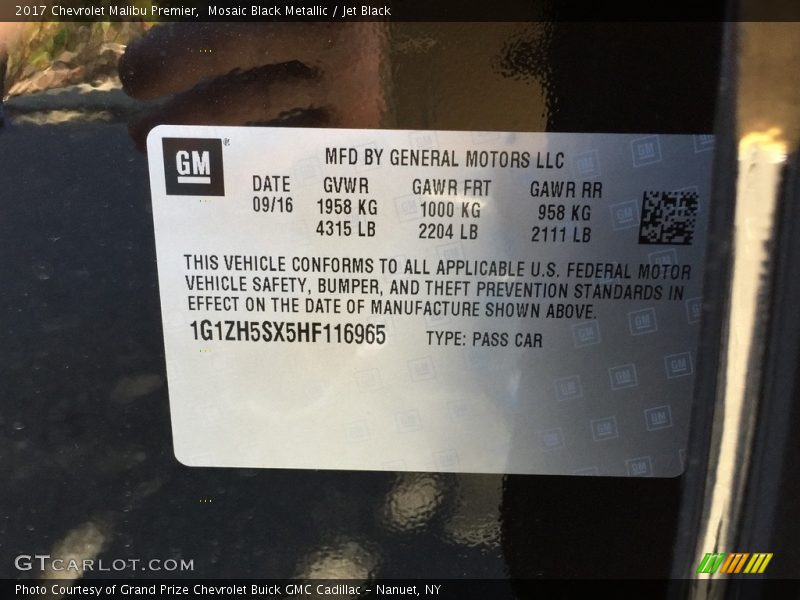 2017 Chevrolet Malibu Premier, Mosaic Black Metallic / Jet Black
GM ®
MFD BY GENERAL MOTORS LLC
DATE GVWR GAWR FRT GAWR RR
09/16 1958 KG 1000 KG 958 KG
4315 LB 2204 LB 2111 LB
THIS VEHICLE CONFORMS TO ALL APPLICABLE U.S. FEDERAL MOTOR
VEHICLE SAFETY, BUMPER, AND THEFT PREVENTION STANDARDS IN
EFFECT ON THE DATE OF MANUFACTURE SHOWN ABOVE.
1G1ZH5SX5HF116965 TYPE: PASS CAR
GTCARLOT.COM
Photo Courtesy of Grand Prize Chevrolet Buick GMC Cadillac - Nanuet, NY